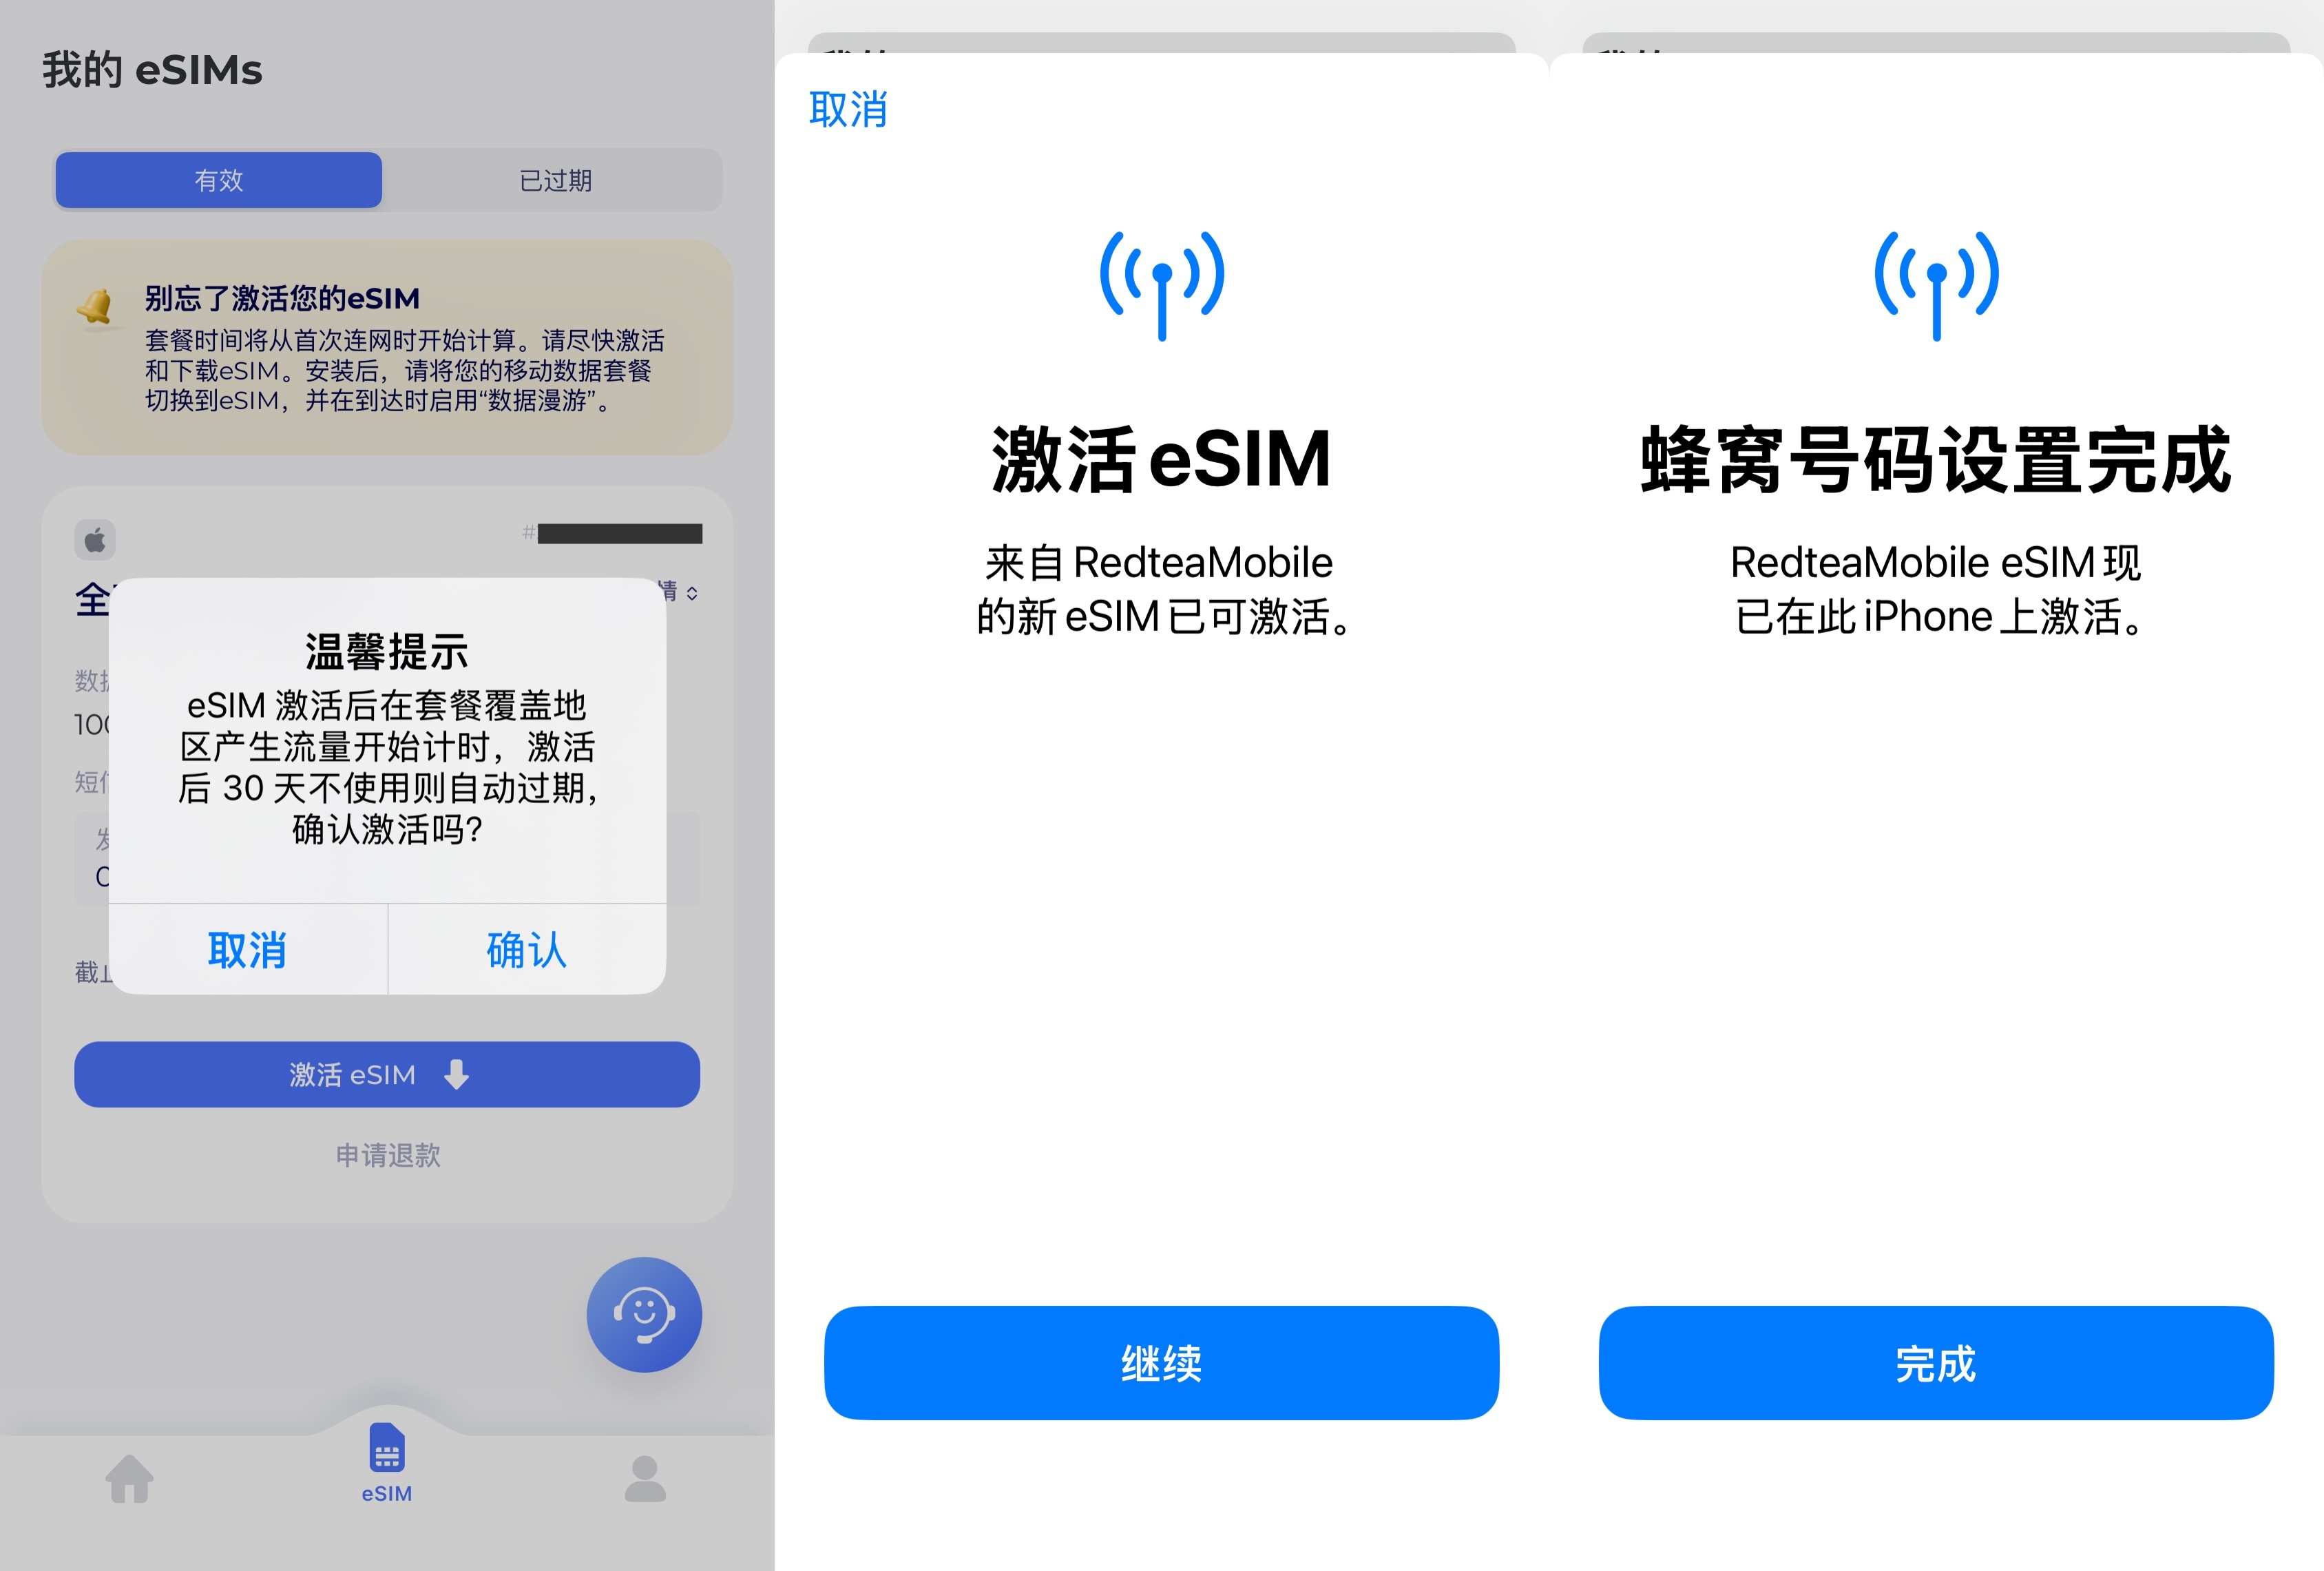 我的 eSIMs
有效
已过期
别忘了激活您的eSIM
套餐时间将从首次连网时开始计算。请尽快激活
和下载eSIM。安装后，请将您的移动数据套餐
切换到eSIM，并在到达时启用“数据漫游”。
#
全
情
数据
100
短信
发
0
截止
温馨提示
eSIM 激活后在套餐覆盖地
区产生流量开始计时，激活
后 30 天不使用则自动过期，
确认激活吗?
取消
确认
激活 eSIM
申请退款
eSIM
取消
激活 eSIM
来自 RedteaMobile
的新 eSIM 已可激活。
继续
蜂窝号码设置完成
RedteaMobile eSIM 现
已在此 iPhone 上激活。
完成